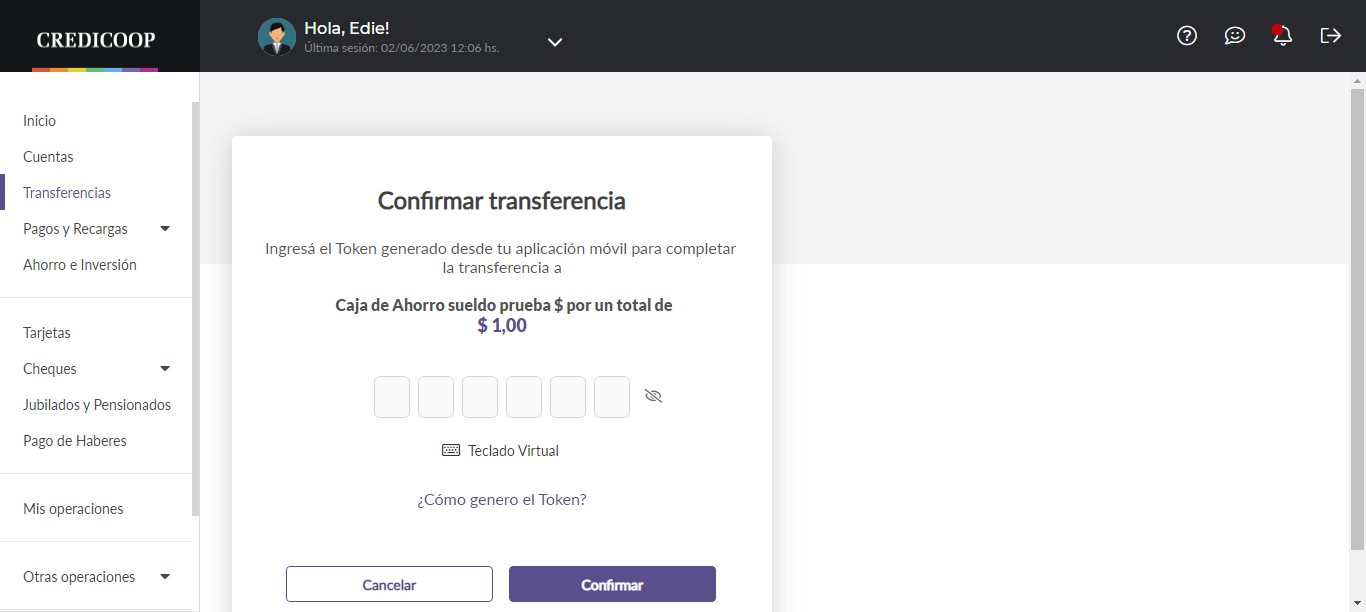 CREDICOOP
Hola, Edie!
Última sesión: 02/06/2023 12:06 hs.
Inicio
Cuentas
Transferencias
Pagos y Recargas
Ahorro e Inversión
Tarjetas
Cheques
Jubilados y Pensionados
Pago de Haberes
Mis operaciones
Otras operaciones
Confirmar transferencia
Ingresá el Token generado desde tu aplicación móvil para completar
la transferencia a
Caja de Ahorro sueldo prueba $ por un total de
$ 1,00
Teclado Virtual
¿Cómo genero el Token?
Cancelar
Confirmar